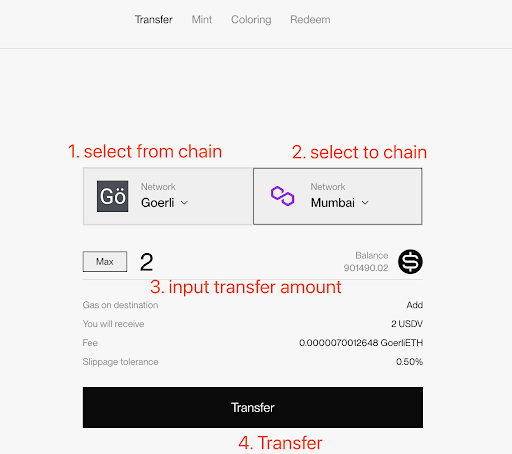 Transfer Mint Coloring Redeem
1. select from chain
2. select to chain
Gö
Network
Goerli
Network
Mumbai
Max
2
Balance
901490.02
3. input transfer amount
Gas on destination Add
You will receive 2 USDV
Fee 0.0000070012648 GoerliETH
Slippage tolerance 0.50%
Transfer
4. Transfer